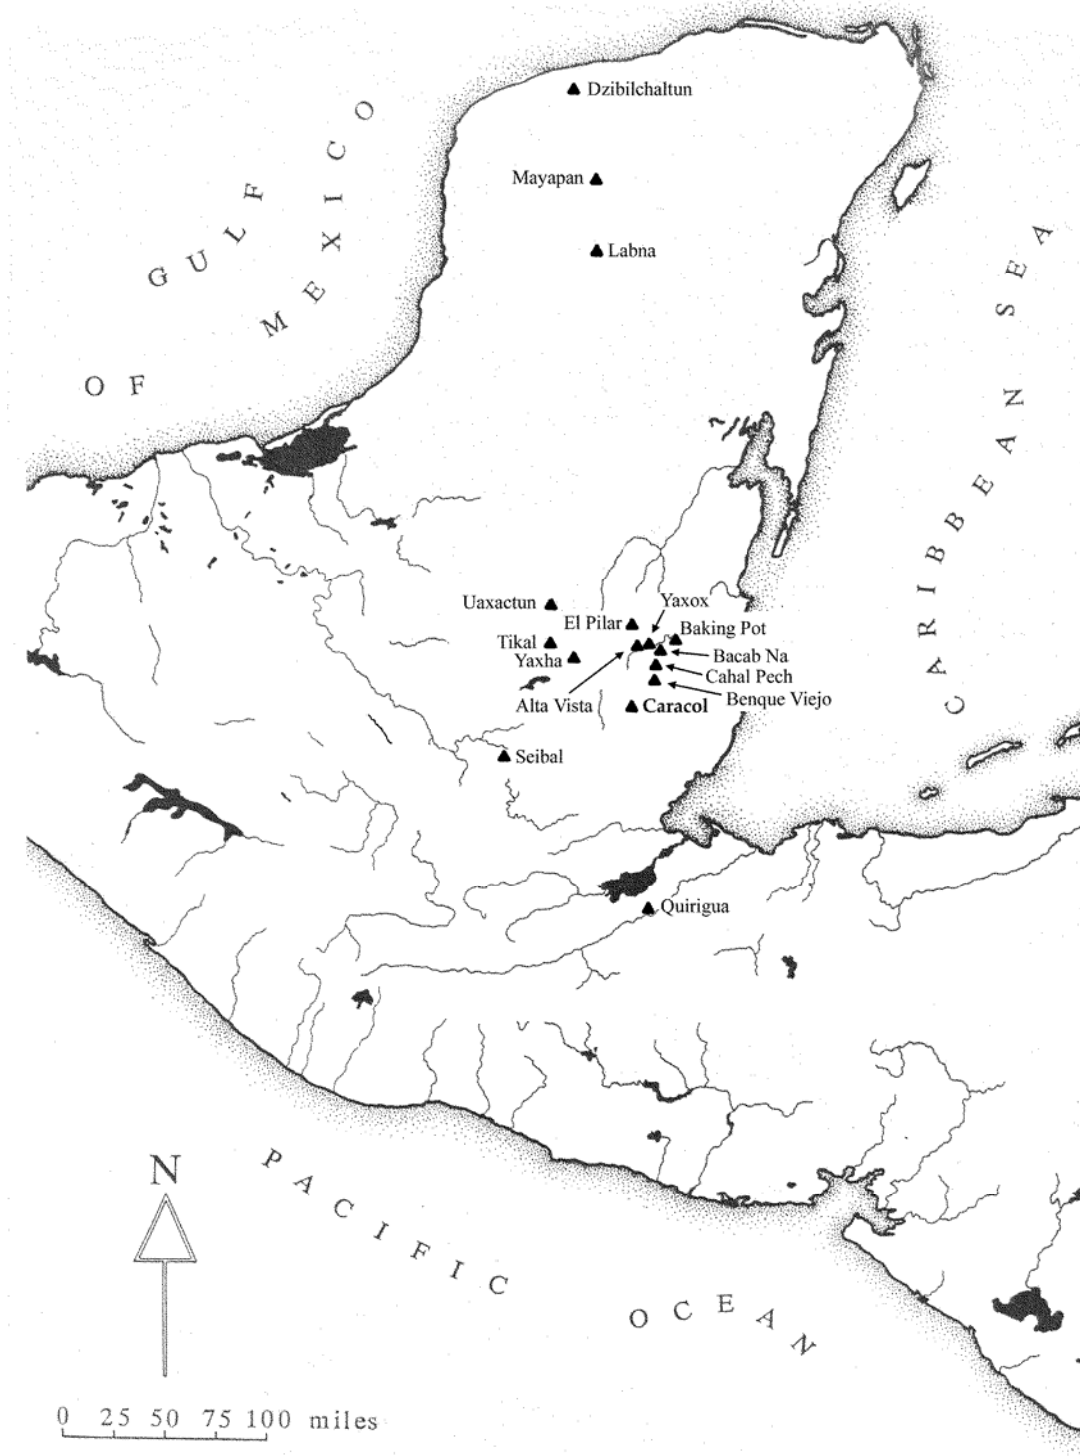 Dzibilchaltun
Mayapan
Labna
GULF
OF
MEXICO
CARIBBEAN SEA
Uaxactun
Yaxox
El Pilar
Baking Pot
Tikal
Yaxha
Bacab Na
Cahal Pech
Benque Viejo
Alta Vista
Caracol
Seibal
Quirigua
N
PACIFIC OCEAN
0 25 50 75 100 miles